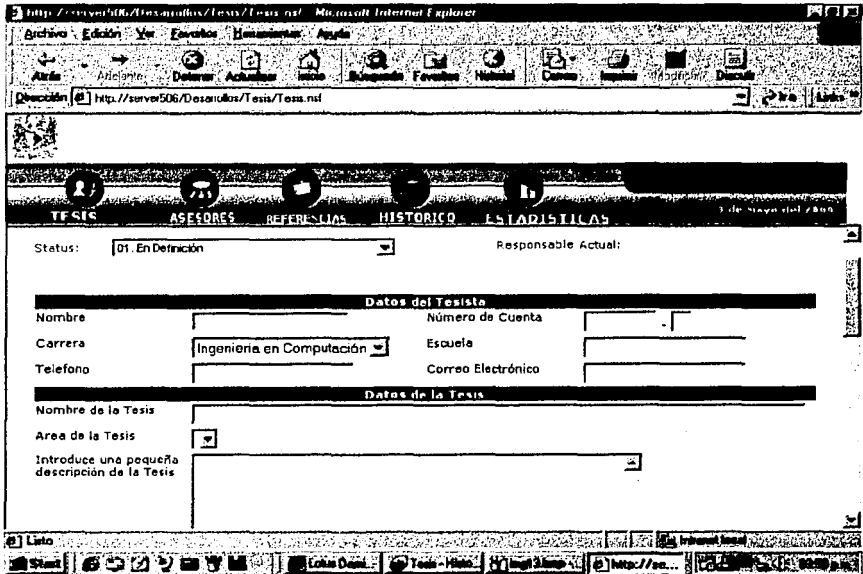 http://server506/Desarrollos/Tesis/Tesis.nsf - Microsoft Internet Explorer
Archivo Edición Ver Favoritos Herramientas Ayuda
Atrás Adelante Detener Actualizar Inicio Búsqueda Favoritos Historial Correo Imprimir Modificar Discutir
Dirección http://server506/Desarrollos/Tesis/Tesis.nsf Ir a Links »
TESIS ASESORES REFERENCIAS HISTORICO ESTADISTICAS
Status: 01. En Definición Responsable Actual:
Datos del Tesista
Nombre Número de Cuenta -
Carrera Ingeniería en Computación Escuela
Telefono Correo Electrónico
Datos de la Tesis
Nombre de la Tesis
Area de la Tesis
Introduce una pequeña
descripción de la Tesis
Listo Intranet local
Start http://se...